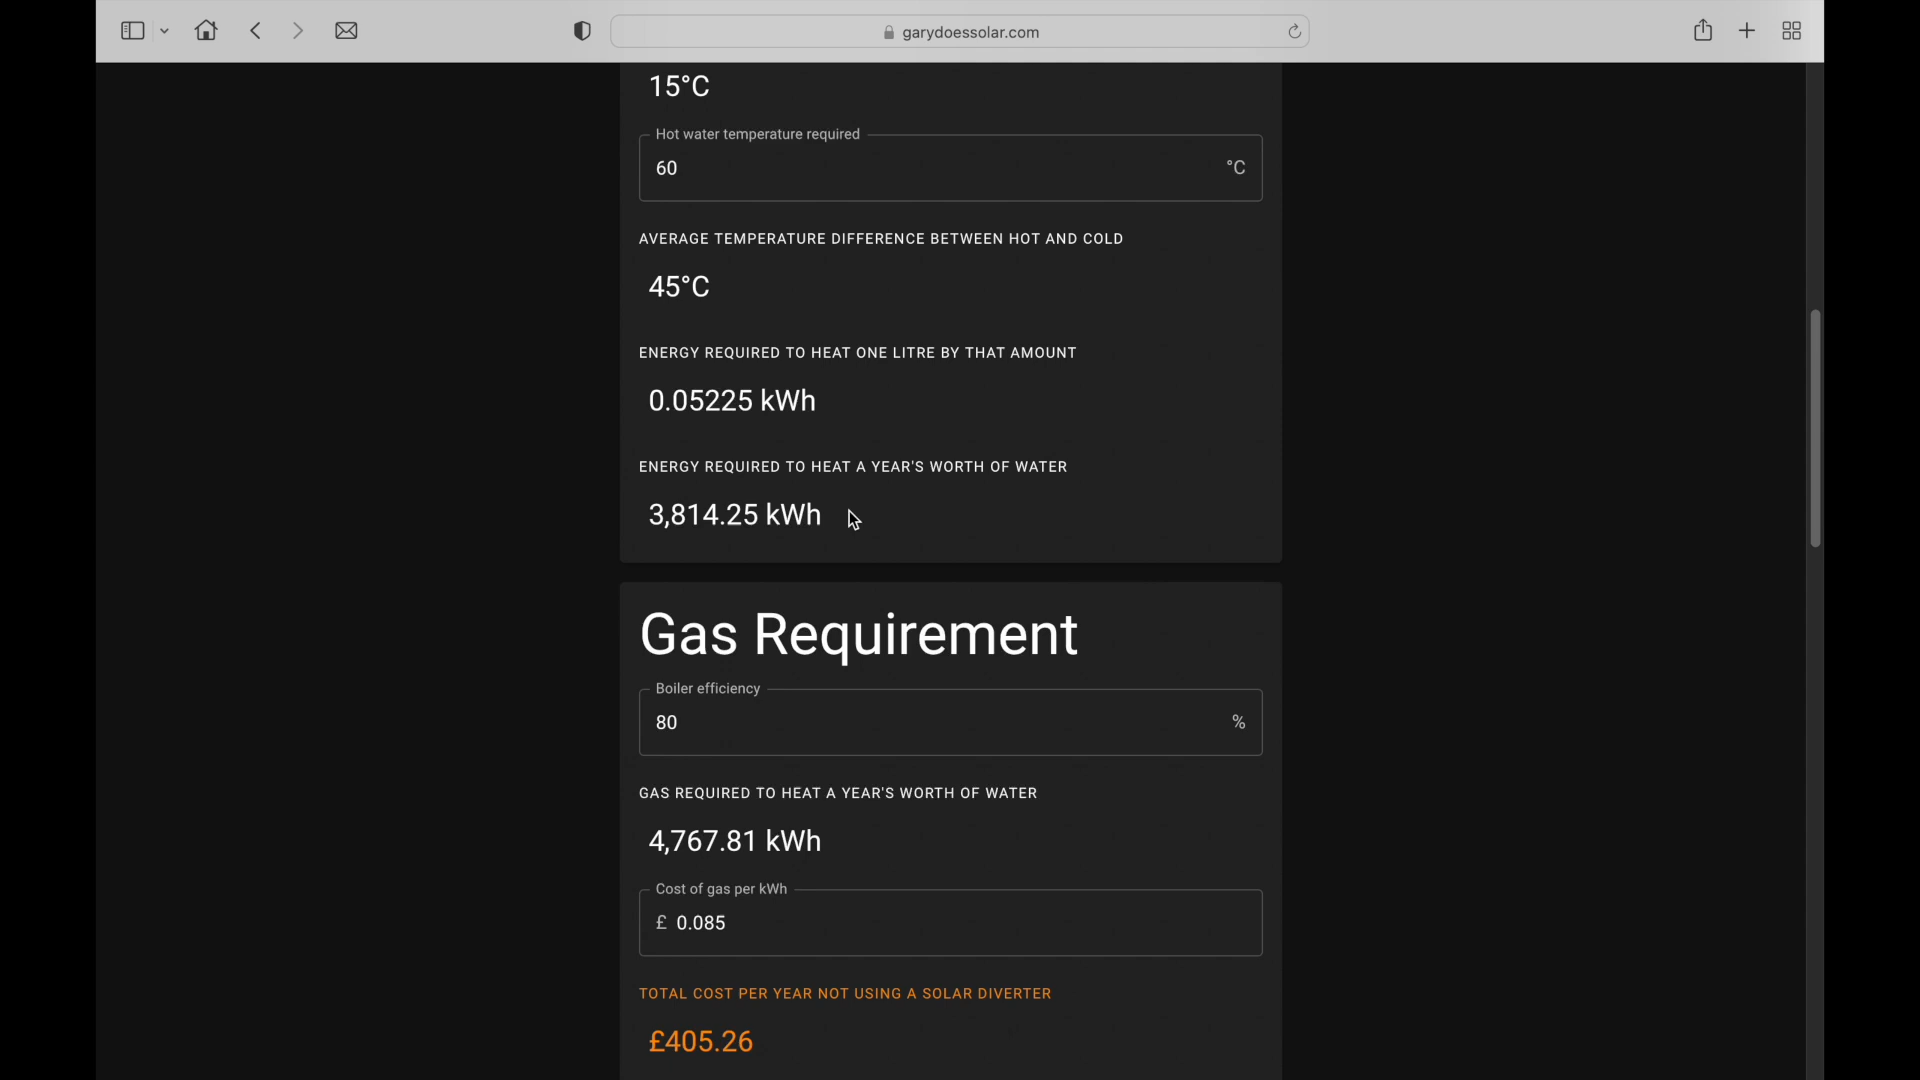 garydoessolar.com
15°C
Hot water temperature required
60 °C
AVERAGE TEMPERATURE DIFFERENCE BETWEEN HOT AND COLD
45°C
ENERGY REQUIRED TO HEAT ONE LITRE BY THAT AMOUNT
0.05225 kWh
ENERGY REQUIRED TO HEAT A YEAR'S WORTH OF WATER
3,814.25 kWh
Gas Requirement
Boiler efficiency
80 %
GAS REQUIRED TO HEAT A YEAR'S WORTH OF WATER
4,767.81 kWh
Cost of gas per kWh
£ 0.085
TOTAL COST PER YEAR NOT USING A SOLAR DIVERTER
£405.26